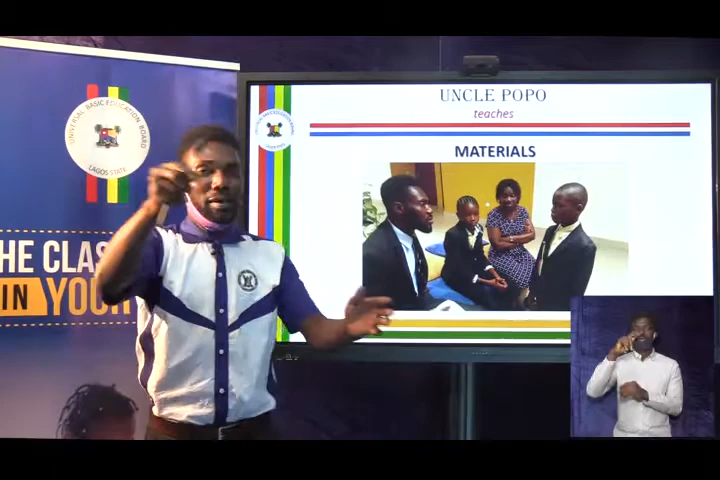 UNIVERSAL BASIC EDUCATION BOARD
LAGOS STATE
HE CLAS
IN YOU
UNCLE POPO
teaches
MATERIALS